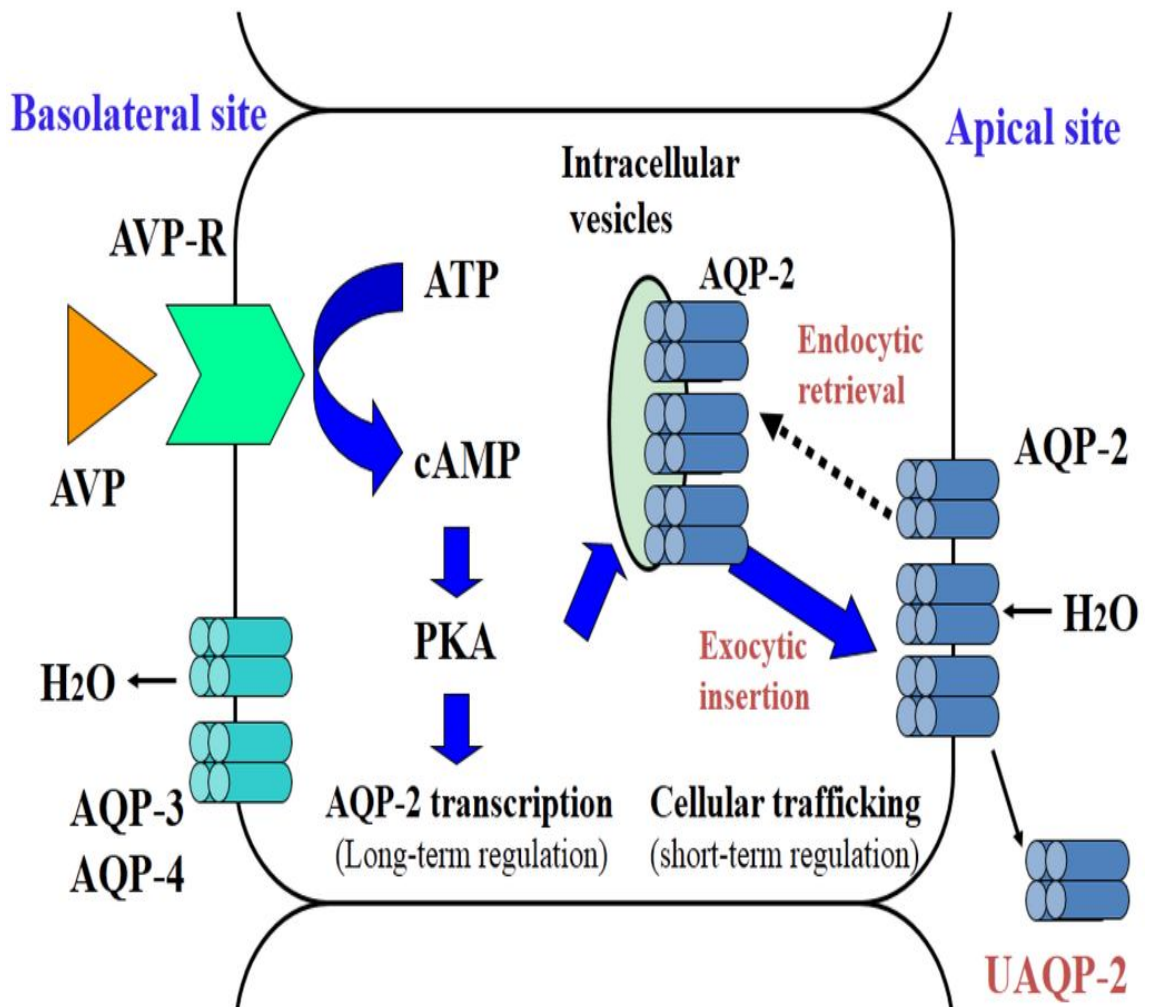 Basolateral site
Apical site
Intracellular
vesicles
AVP-R
ATP
AQP-2
Endocytic
retrieval
AQP-2
AVP
cAMP
PKA
H2O
Exocytic
insertion
H2O
AQP-3
AQP-4
AQP-2 transcription
(Long-term regulation)
Cellular trafficking
(short-term regulation)
UAQP-2